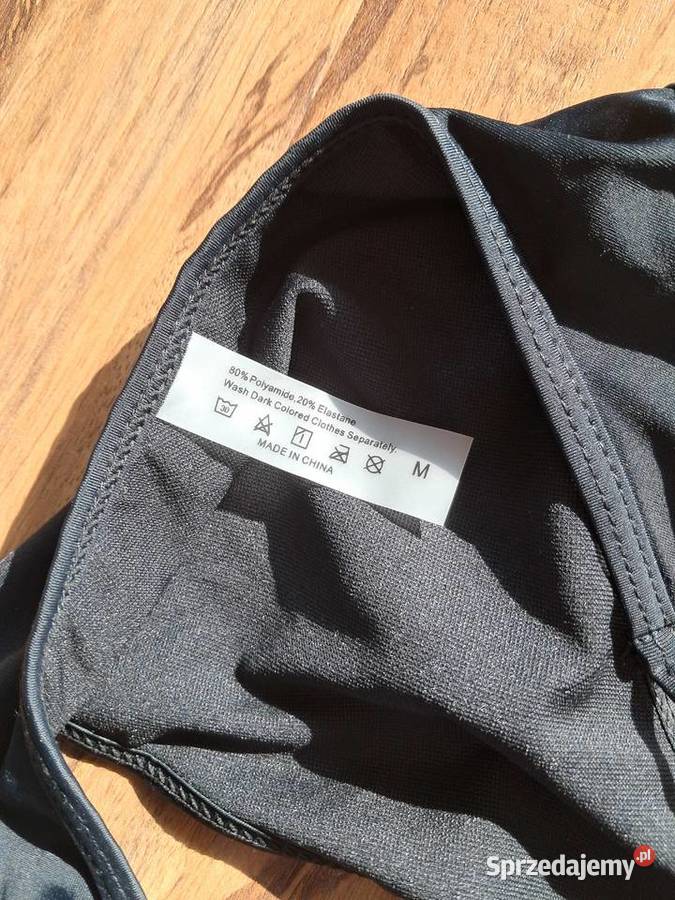 80% Polyamide,20% Elastane
Wash Dark Colored Clothes Separately.
30
M
MADE IN CHINA
Sprzedajemy.pl